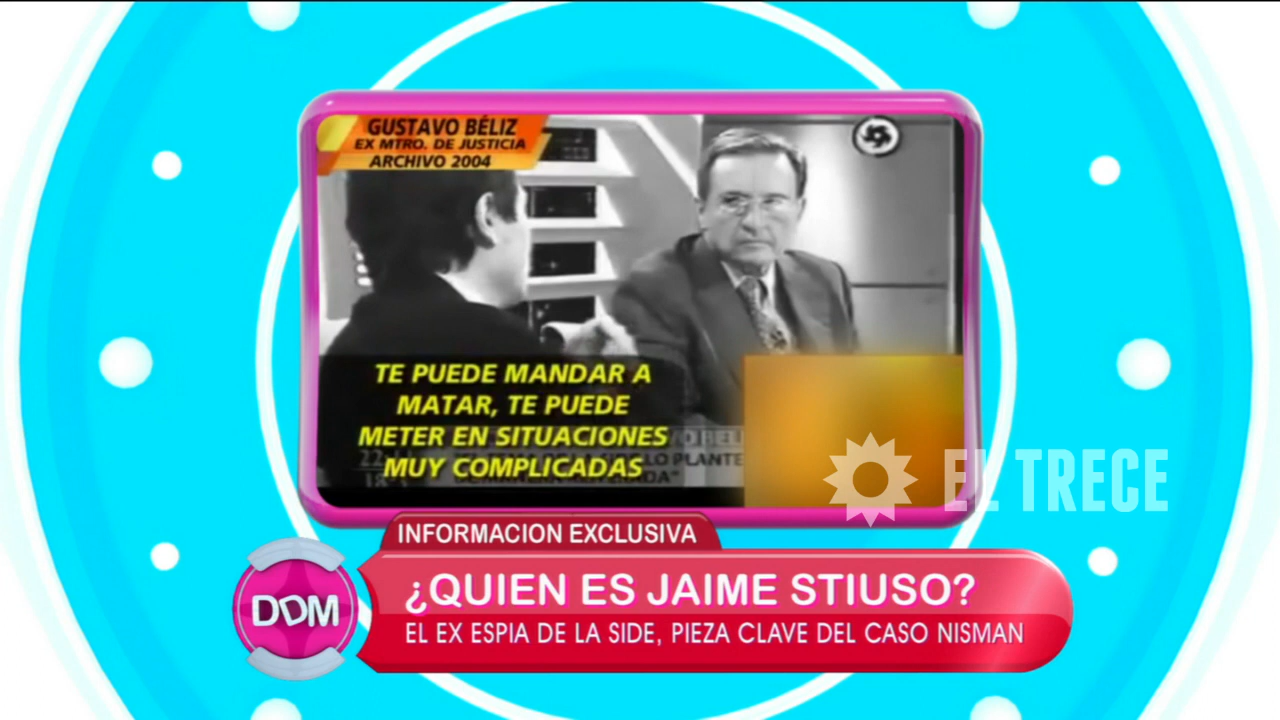 GUSTAVO BÉLIZ
EX MTRO. DE JUSTICIA
ARCHIVO 2004
TE PUEDE MANDAR A
MATAR, TE PUEDE
METER EN SITUACIONES
MUY COMPLICADAS
PLANTE
EL TRECE
INFORMACION EXCLUSIVA
¿QUIEN ES JAIME STIUSO?
EL EX ESPIA DE LA SIDE, PIEZA CLAVE DEL CASO NISMAN
DDM